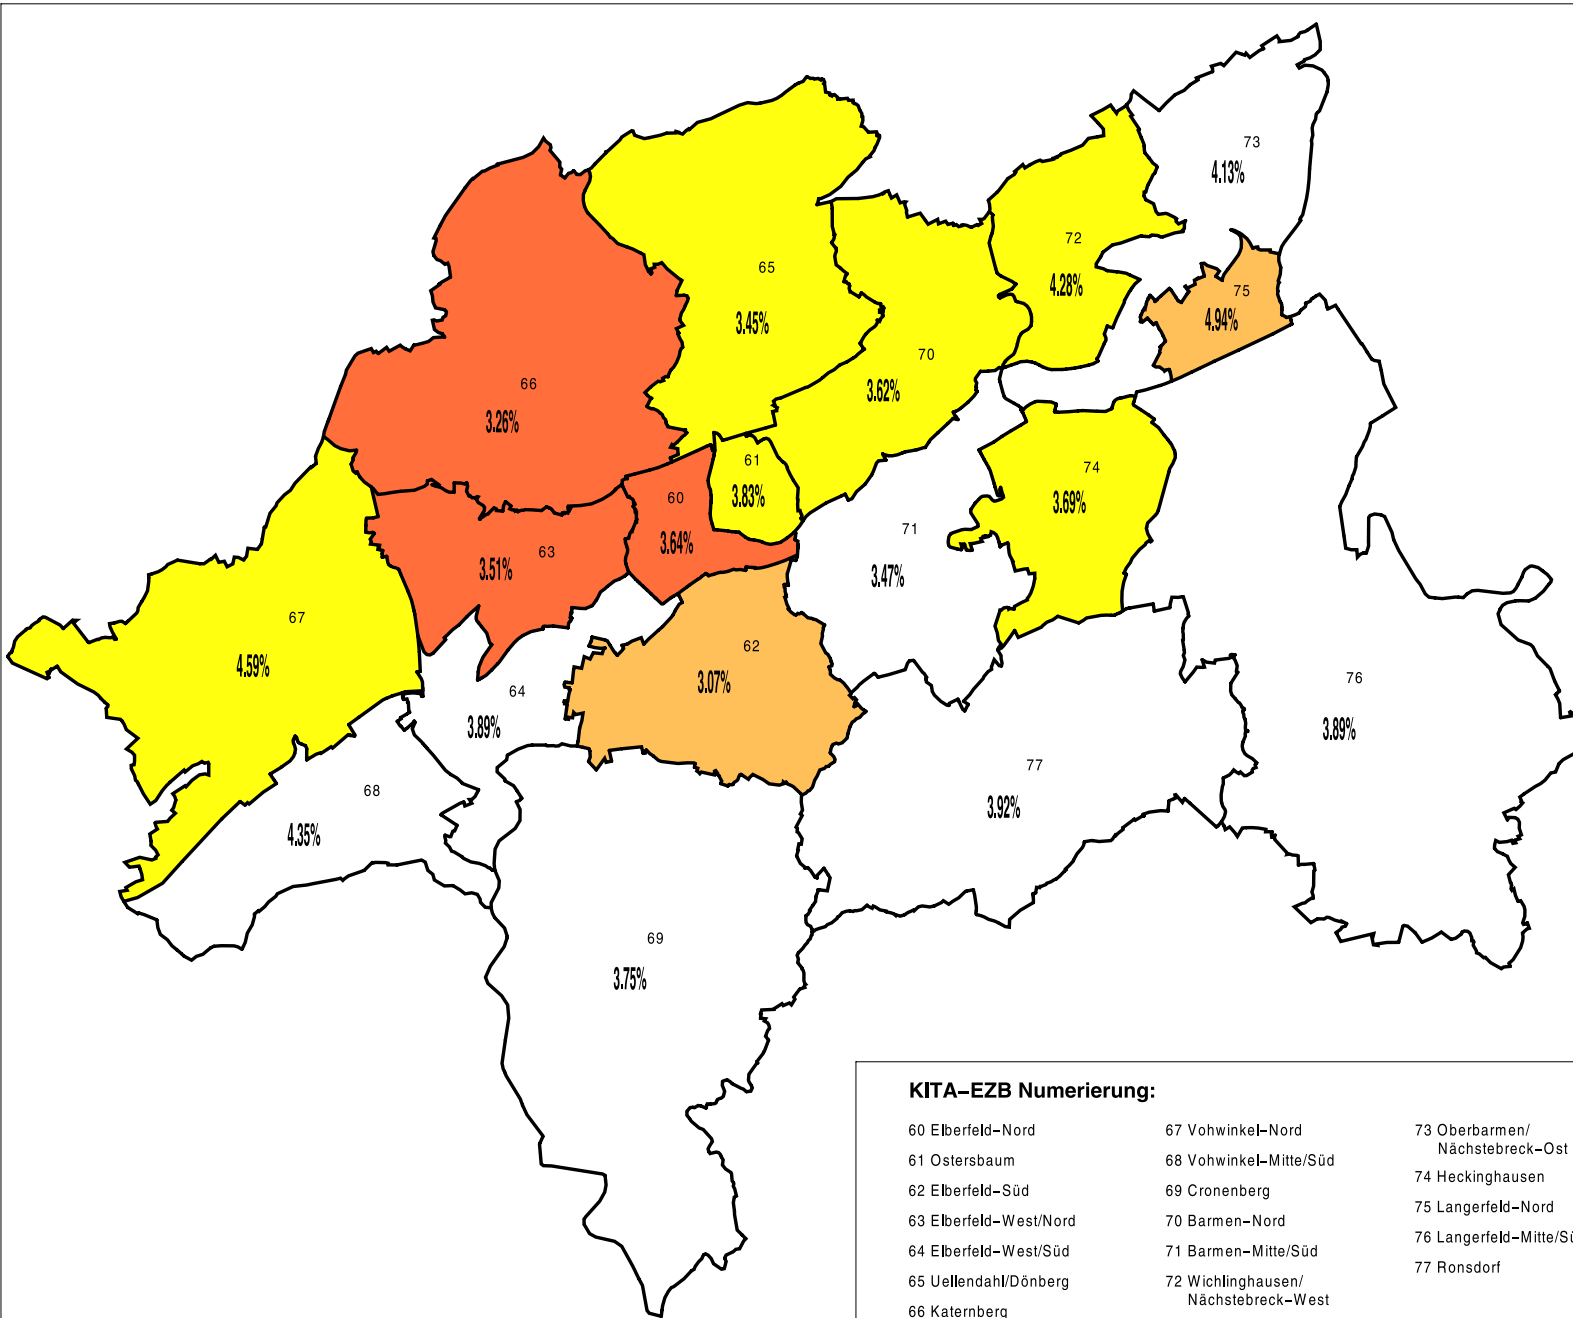 73
4.13%
72
4.28%
65
3.45%
75
4.94%
70
3.62%
66
3.26%
61
3.83%
74
3.69%
60
3.64%
71
3.47%
63
3.51%
67
4.59%
62
3.07%
64
3.89%
76
3.89%
77
3.92%
68
4.35%
69
3.75%
KITA–EZB Numerierung:
60 Elberfeld–Nord
61 Ostersbaum
62 Elberfeld–Süd
63 Elberfeld–West/Nord
64 Elberfeld–West/Süd
65 Uellendahl/Dönberg
66 Katernberg
67 Vohwinkel–Nord
68 Vohwinkel–Mitte/Süd
69 Cronenberg
70 Barmen–Nord
71 Barmen–Mitte/Süd
72 Wichlinghausen/
Nächstebreck–West
73 Oberbarmen/
Nächstebreck–Ost
74 Heckinghausen
75 Langerfeld–Nord
76 Langerfeld–Mitte/Sü
77 Ronsdorf